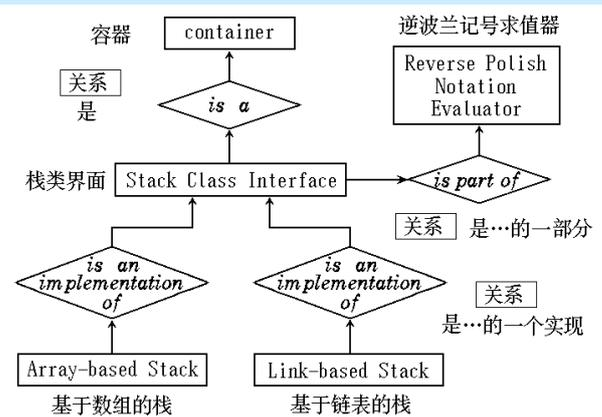 容器
container
逆波兰记号求值器
Reverse Polish
Notation
Evaluator
关系
是
is a
栈类界面
Stack Class Interface
is part of
关系
是…的一部分
is an
implementation
of
is an
implementation
of
关系
是…的一个实现
Array-based Stack
Link-based Stack
基于数组的栈
基于链表的栈